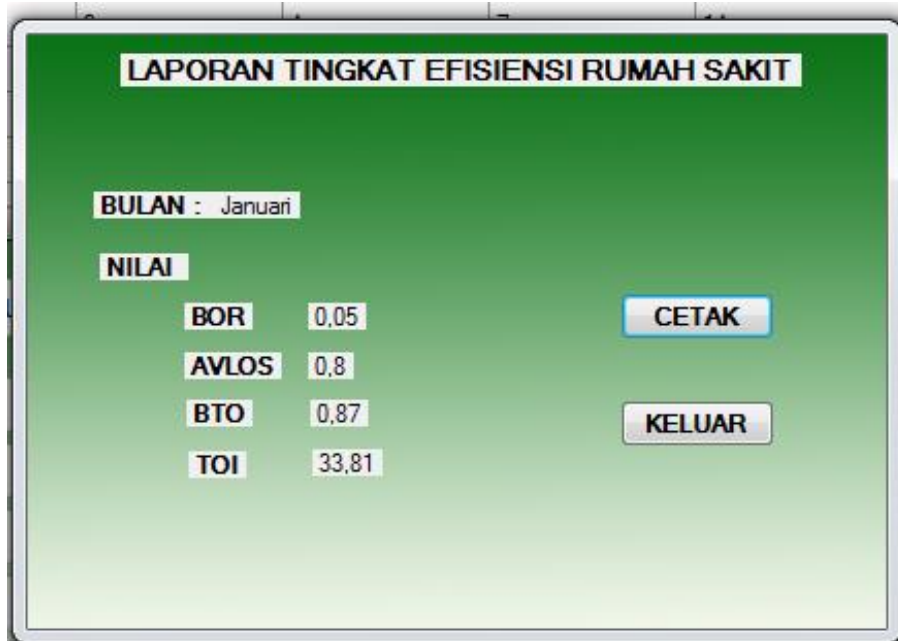 LAPORAN TINGKAT EFISIENSI RUMAH SAKIT
BULAN : Januari
NILAI
BOR 0,05
CETAK
AVLOS 0,8
BTO 0,87
KELUAR
TOI 33,81